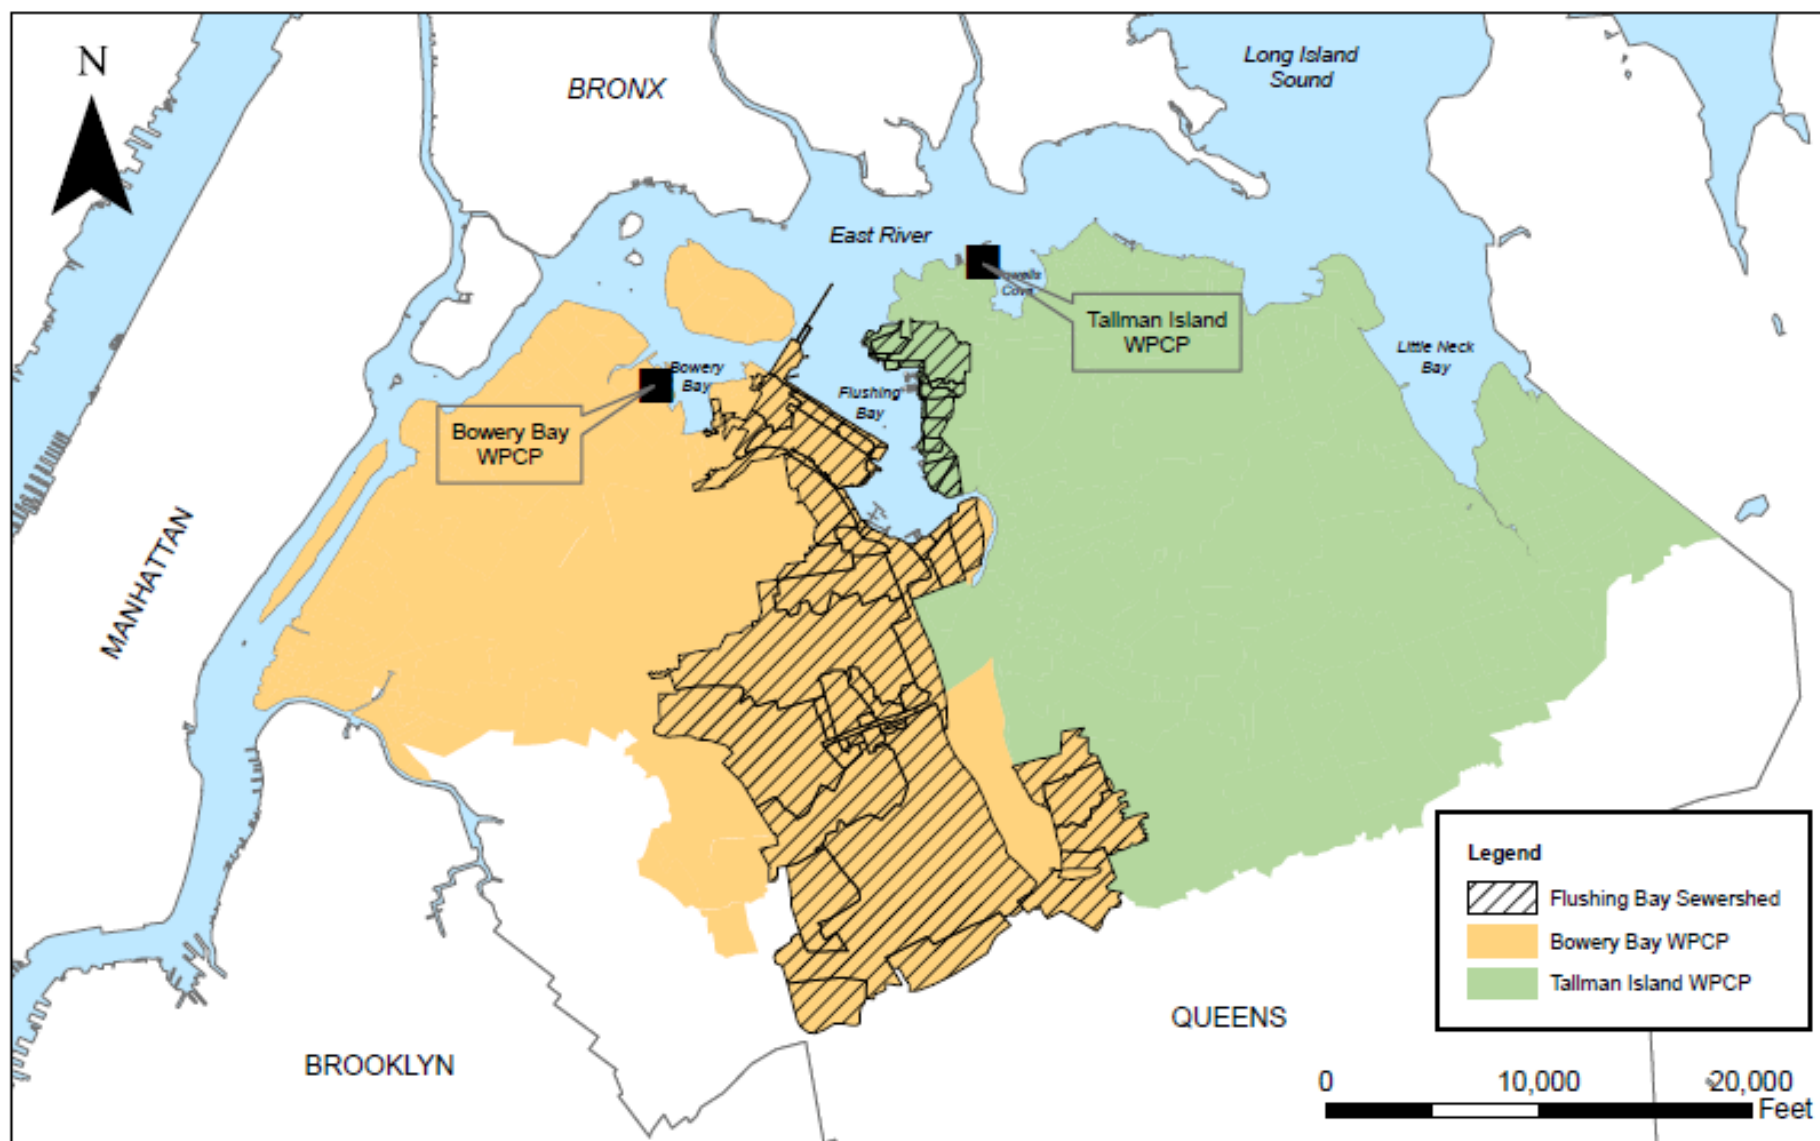 N
BRONX
Long Island
Sound
East River
Cove
Tallman Island
WPCP
Little Neck
Bay
Bowery
Bay
Flushing
Bay
Bowery Bay
WPCP
MANHATTAN
Legend
Flushing Bay Sewershed
Bowery Bay WPCP
Tallman Island WPCP
QUEENS
BROOKLYN
0 10,000 20,000
Feet